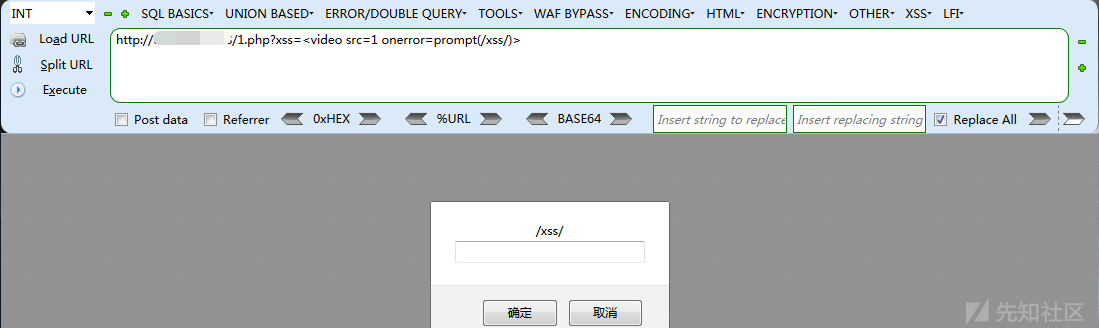 INT SQL BASICS UNION BASED ERROR/DOUBLE QUERY TOOLS WAF BYPASS ENCODING HTML ENCRYPTION OTHER XSS LFI
Load URL
http:// /1.php?xss=<video src=1 onerror=prompt(/xss/)>
Split URL
Execute
Post data Referrer 0xHEX %URL BASE64 Insert string to replace Insert replacing string Replace All
/xss/
确定 取消
先知社区